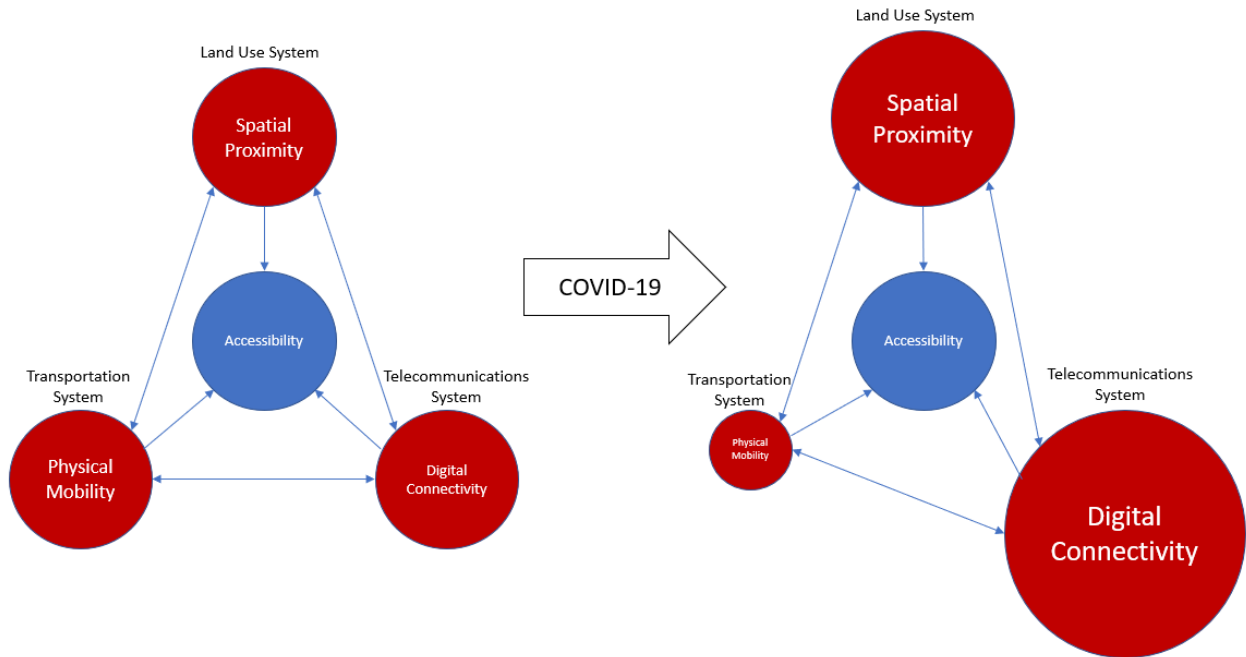 Land Use System
Spatial
Proximity
Accessibility
Transportation
System
Physical
Mobility
Telecommunications
System
Digital
Connectivity
COVID-19
Land Use System
Spatial
Proximity
Accessibility
Transportation
System
Physical
Mobility
Telecommunications
System
Digital
Connectivity